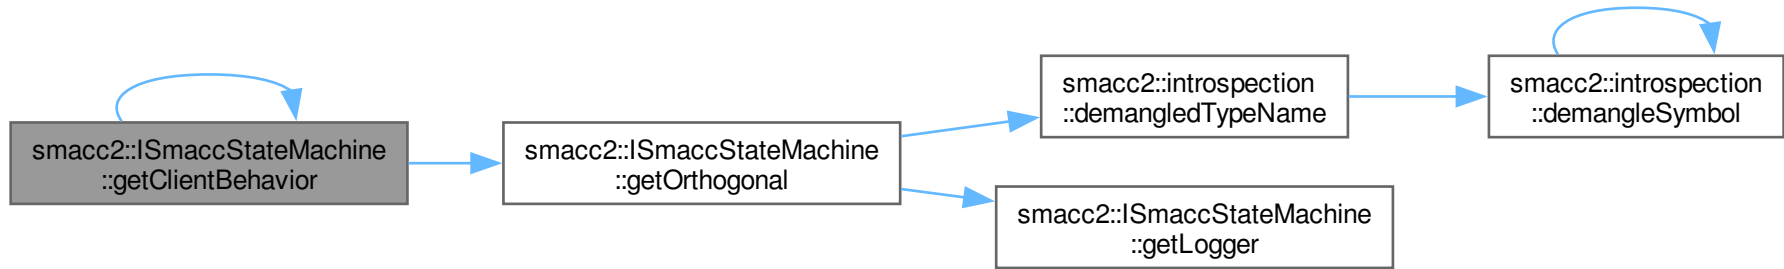 smacc2::ISmaccStateMachine
::getClientBehavior
smacc2::ISmaccStateMachine
::getOrthogonal
smacc2::introspection
::demangledTypeName
smacc2::introspection
::demangleSymbol
smacc2::ISmaccStateMachine
::getLogger